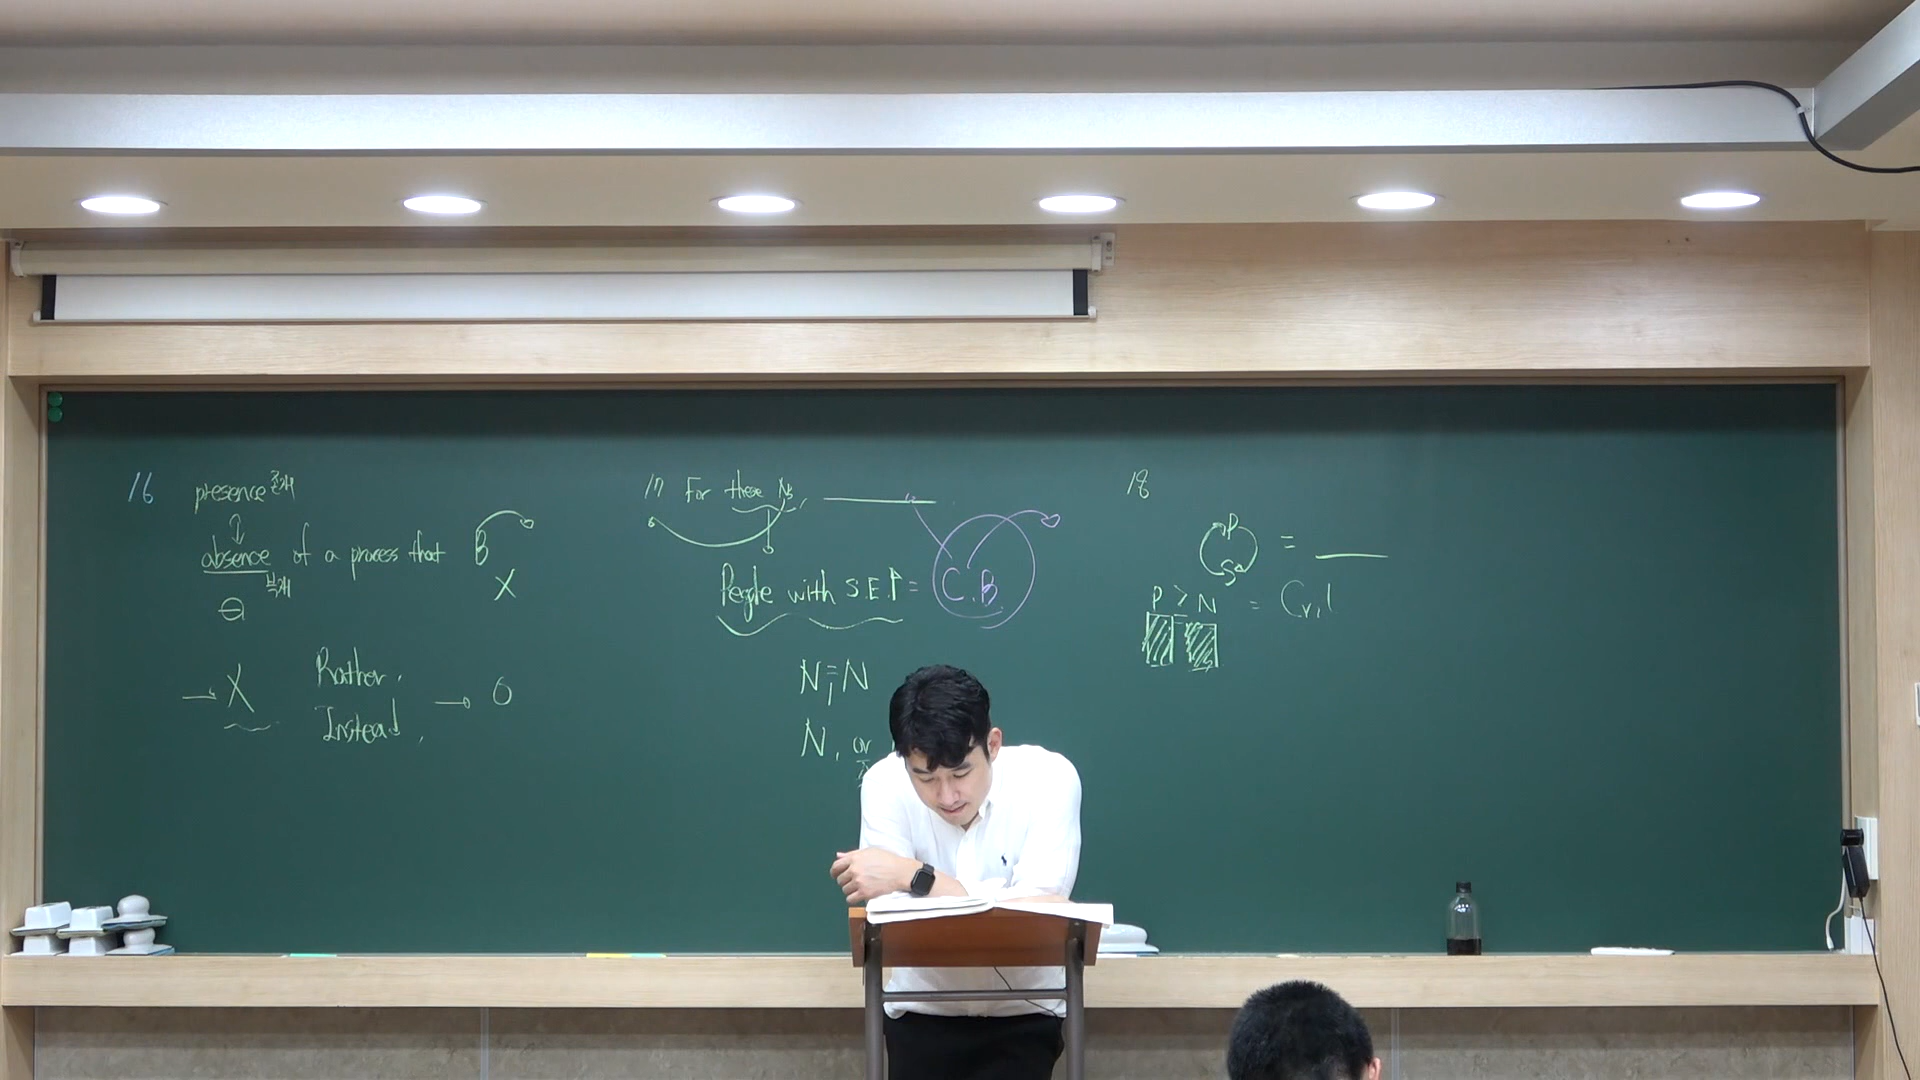 16 presence 존재
absence of a process that B
부재
X
→ X Rather, → O
Instead,
17 For these Ns,
People with S.E.P = C.B.
N, = N
N, or
18
P
S
=
P > N = Cr,l